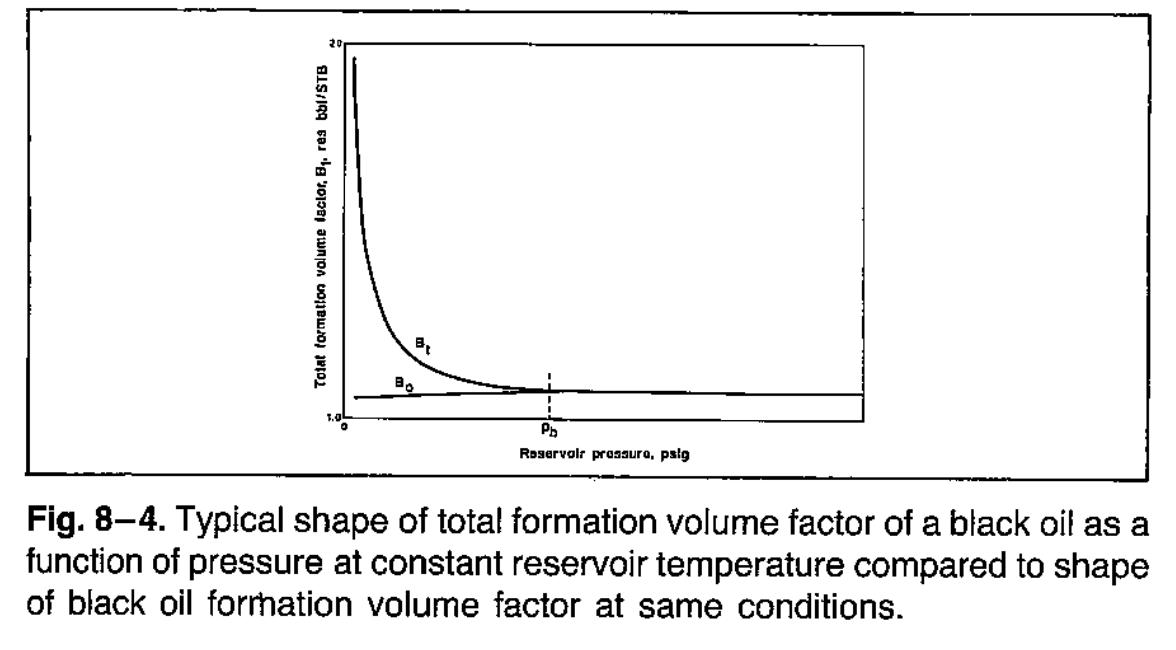 20
Total formation volume factor, Bt, res bbl/STB
Bt
Bo
1.0
0
pb
Reservoir pressure, psig
Fig. 8–4. Typical shape of total formation volume factor of a black oil as a
function of pressure at constant reservoir temperature compared to shape
of black oil formation volume factor at same conditions.